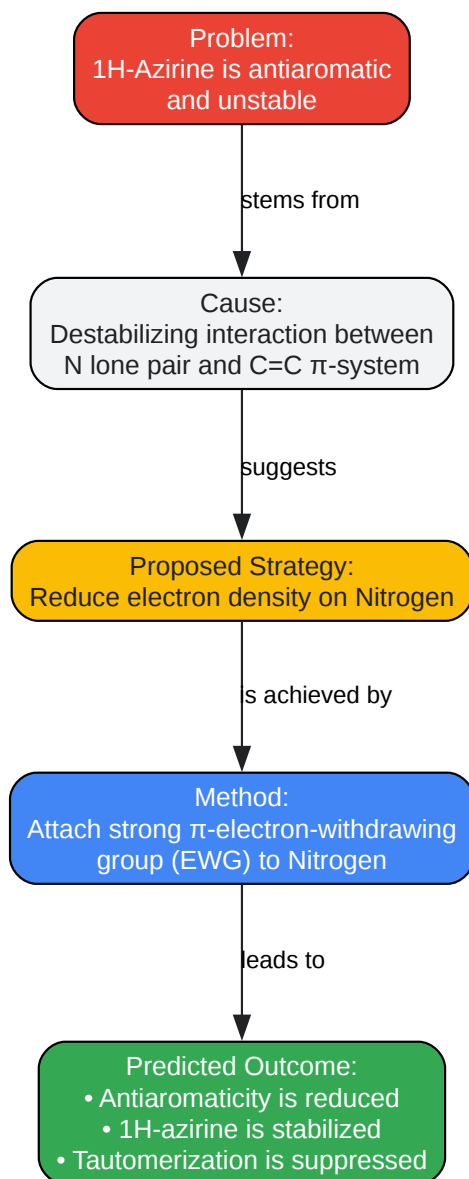 Problem:
1H-Azirine is antiaromatic
and unstable
stems from
Cause:
Destabilizing interaction between
N lone pair and C=C π-system
suggests
Proposed Strategy:
Reduce electron density on Nitrogen
is achieved by
Method:
Attach strong π-electron-withdrawing
group (EWG) to Nitrogen
leads to
Predicted Outcome:
• Antiaromaticity is reduced
• 1H-azirine is stabilized
• Tautomerization is suppressed